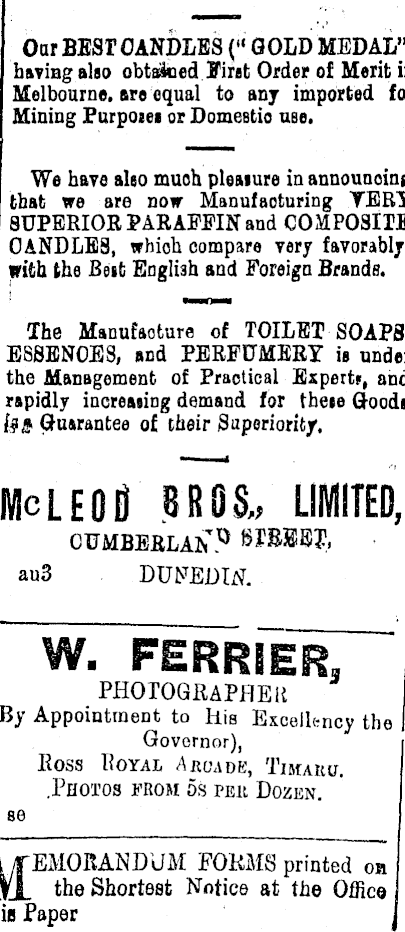 Our BEST CANDLES ("GOLD MEDAL"
having also obtained First Order of Merit i
Melbourne, are equal to any imported fo
Mining Purposes or Domestic use.
We have also much pleasure in announcing
that we are now Manufacturing VERY
SUPERIOR PARAFFIN and COMPOSITE
CANDLES, which compare very favorably
with the Best English and Foreign Brands.
The Manufacture of TOILET SOAPS
ESSENCES, and PERFUMERY is unde
the Management of Practical Experts, and
rapidly increasing demand for these Goods
is a Guarantee of their Superiority.
McLEOD BROS., LIMITED,
CUMBERLAND STREET,
au3 DUNEDIN.
W. FERRIER,
PHOTOGRAPHER
By Appointment to His Excellency the
Governor),
ROSS ROYAL ARCADE, TIMARU.
PHOTOS FROM 5S PER DOZEN.
se
MEMORANDUM FORMS printed on
the Shortest Notice at the Office
is Paper